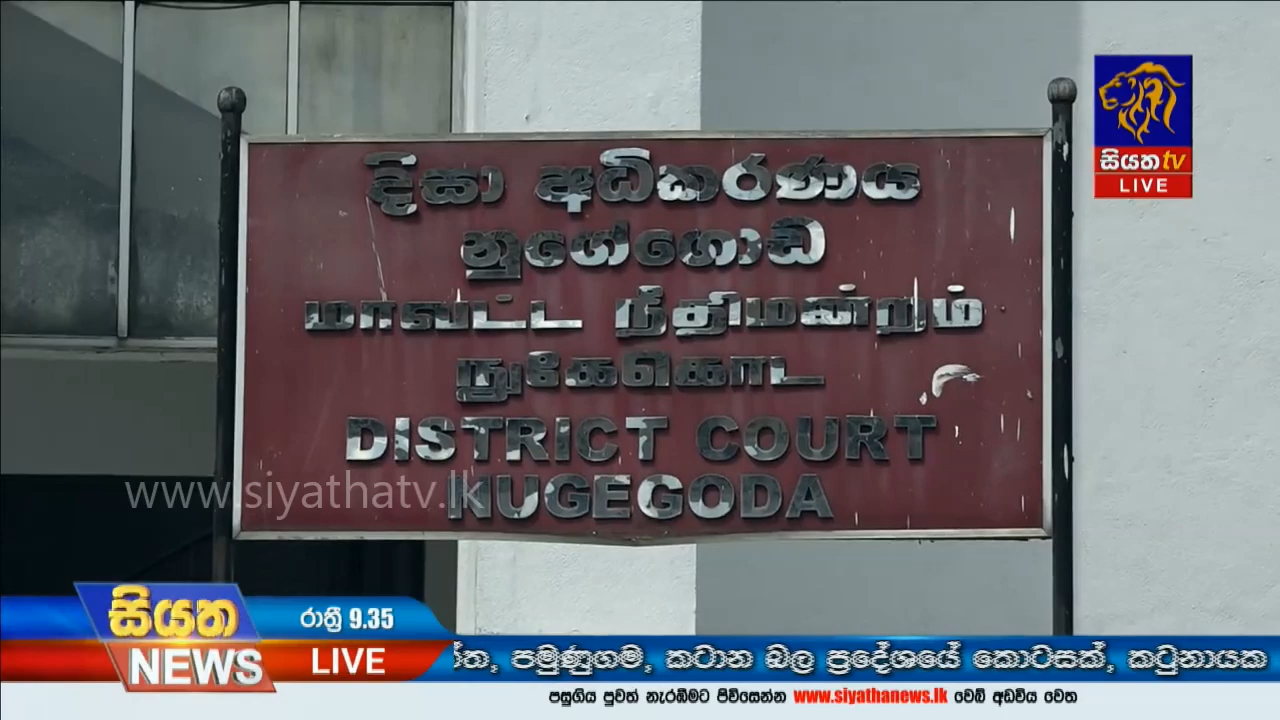 දිසා අධිකරණය
නුගේගොඩ
மாவட்ட நீதிமன்றம்
நுகேகொட
DISTRICT COURT
NUGEGODA
www.siyathatv.lk
සියත tv
LIVE
සියත
NEWS
රාත්‍රී 9.35
LIVE
පමුණුගම, කටාන බල ප්‍රදේශයේ කොටසක්, කටුනායක
පසුගිය පුවත් නැරඹීමට පිවිසෙන්න www.siyathanews.lk වෙබ් අඩවිය වෙත